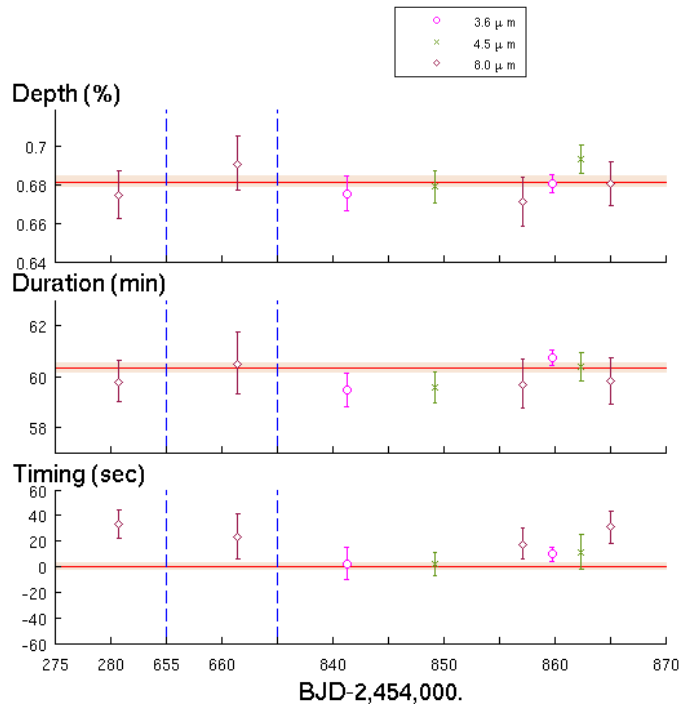 3.6 μ m
4.5 μ m
8.0 μ m
Depth (%)
0.7
0.68
0.66
0.64
Duration (min)
62
60
58
Timing (sec)
60
40
20
0
-20
-40
-60
275 280 655 660 840 850 860 870
BJD-2,454,000.